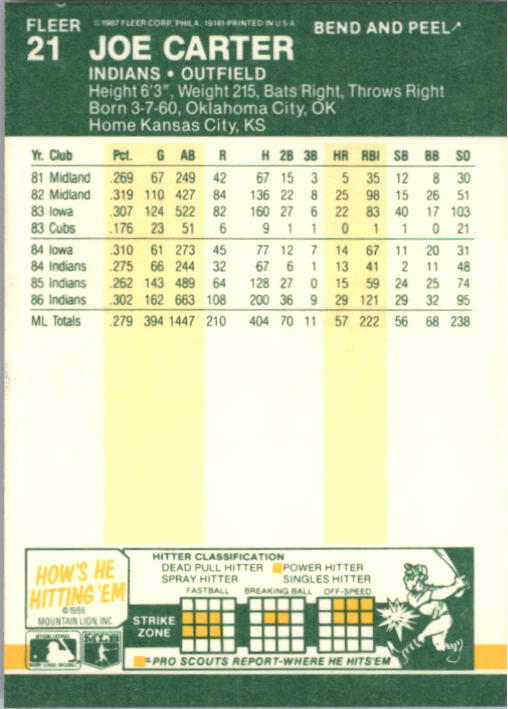 FLEER ©1987 FLEER CORP., PHILA. 19141-PRINTED IN U.S.A. BEND AND PEEL
21 JOE CARTER
INDIANS • OUTFIELD
Height 6'3", Weight 215, Bats Right, Throws Right
Born 3-7-60, Oklahoma City, OK
Home Kansas City, KS
Yr. Club Pct. G AB R H 2B 3B HR RBI SB BB SO
81 Midland .269 67 249 42 67 15 3 5 35 12 8 30
82 Midland .319 110 427 84 136 22 8 25 98 15 26 51
83 Iowa .307 124 522 82 160 27 6 22 83 40 17 103
83 Cubs .176 23 51 6 9 1 1 0 1 1 0 21
84 Iowa .310 61 273 45 77 12 7 14 67 11 20 31
84 Indians .275 66 244 32 67 6 1 13 41 2 11 48
85 Indians .262 143 489 64 128 27 0 15 59 24 25 74
86 Indians .302 162 663 108 200 36 9 29 121 29 32 95
ML Totals .279 394 1447 210 404 70 11 57 222 56 68 238
HOW'S HE
HITTING 'EM
©1986
MOUNTAIN LION, INC.
HITTER CLASSIFICATION
DEAD PULL HITTER POWER HITTER
SPRAY HITTER SINGLES HITTER
FASTBALL BREAKING BALL OFF-SPEED
STRIKE
ZONE
=PRO SCOUTS REPORT-WHERE HE HITS'EM
MLB